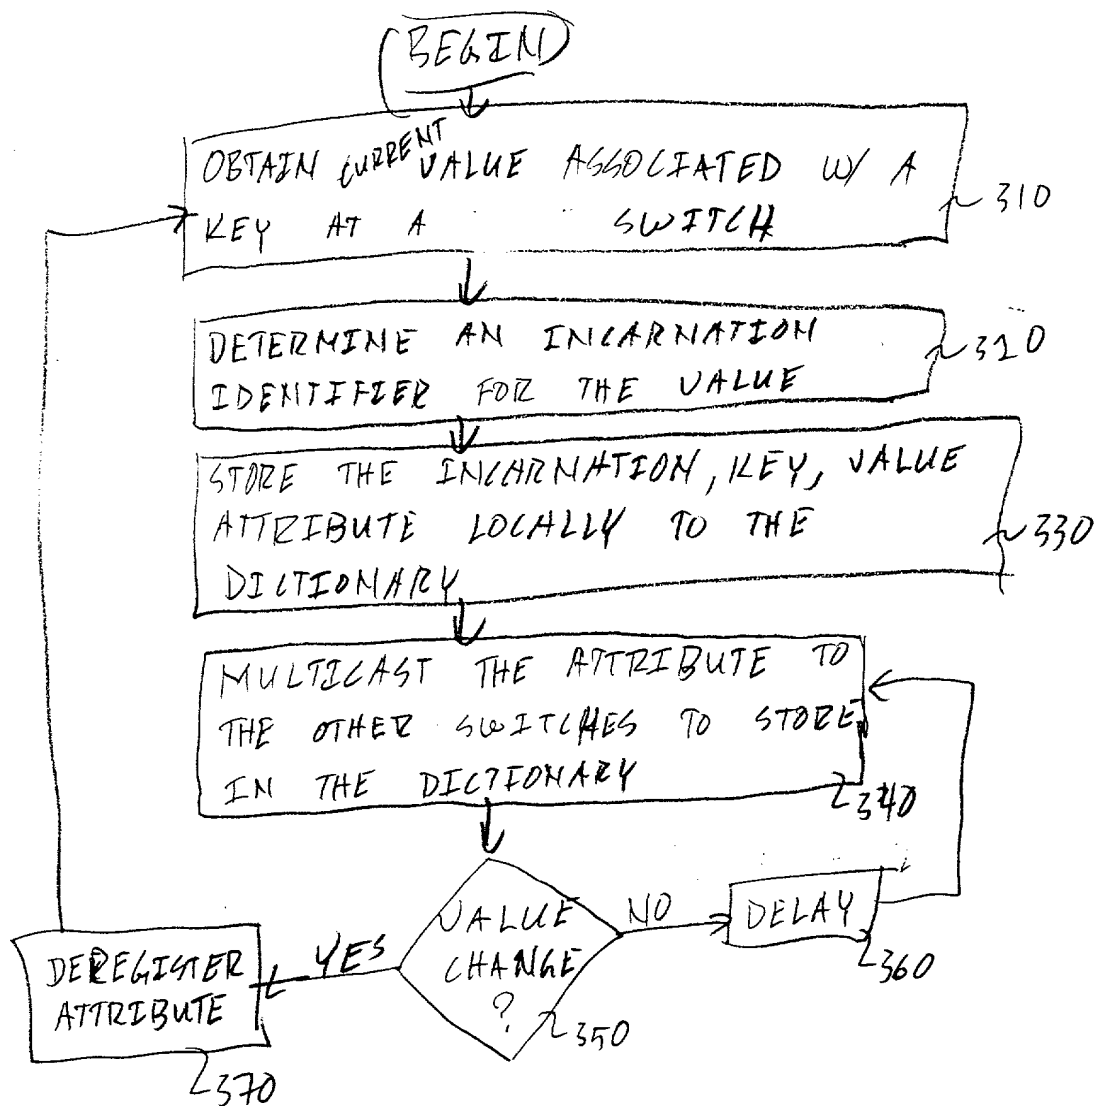 BEGIN
OBTAIN CURRENT VALUE ASSOCIATED W/ A
KEY AT A SWITCH
310
DETERMINE AN INCARNATION
IDENTIFIER FOR THE VALUE
320
STORE THE INCARNATION, KEY, VALUE
ATTRIBUTE LOCALLY TO THE
DICTIONARY
330
MULTICAST THE ATTRIBUTE TO
THE OTHER SWITCHES TO STORE
IN THE DICTIONARY
340
VALUE
CHANGE
?
350
NO
DELAY
360
YES
DEREGISTER
ATTRIBUTE
370